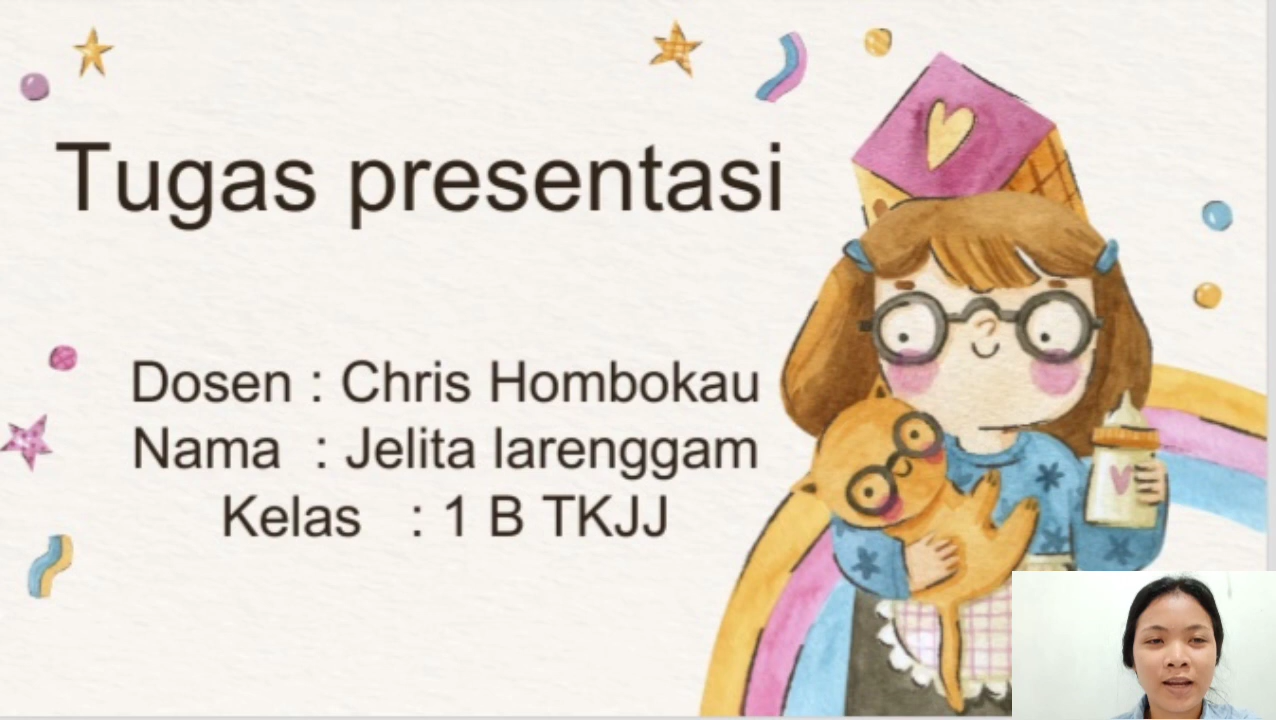 Tugas presentasi
Dosen : Chris Hombokau
Nama : Jelita larenggam
Kelas : 1 B TKJJ